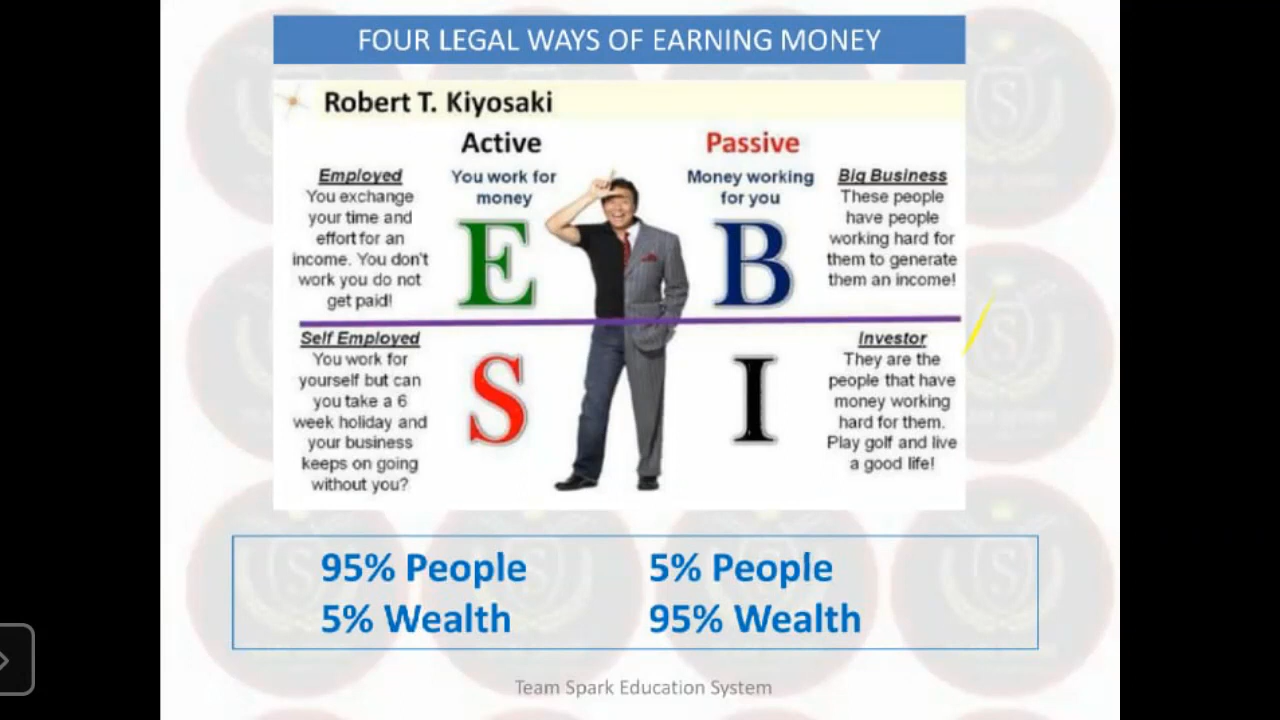 FOUR LEGAL WAYS OF EARNING MONEY
Robert T. Kiyosaki
Active
Passive
Employed
You exchange
your time and
effort for an
income. You don't
work you do not
get paid!
You work for
money
E
Money working
for you
B
Big Business
These people
have people
working hard for
them to generate
them an income!
Self Employed
You work for
yourself but can
you take a 6
week holiday and
your business
keeps on going
without you?
S
I
Investor
They are the
people that have
money working
hard for them.
Play golf and live
a good life!
95% People
5% Wealth
5% People
95% Wealth
Team Spark Education System